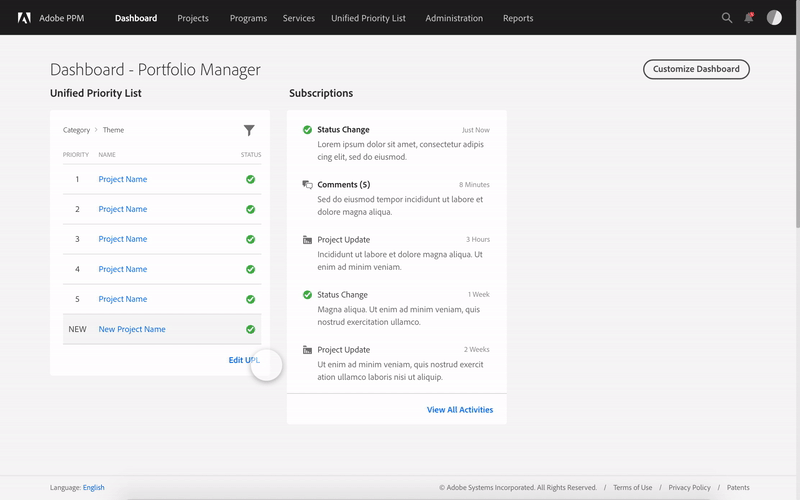 Adobe PPM Dashboard Projects Programs Services Unified Priority List Administration Reports
Dashboard - Portfolio Manager
Customize Dashboard
Unified Priority List
Category > Theme
PRIORITY NAME STATUS
1 Project Name
2 Project Name
3 Project Name
4 Project Name
5 Project Name
NEW New Project Name
Edit UPL
Subscriptions
Status Change Just Now
Lorem ipsum dolor sit amet, consectetur adipis
cing elit, sed do eiusmod.
Comments (5) 8 Minutes
Sed do eiusmod tempor incididunt ut labore et
dolore magna aliqua.
Project Update 3 Hours
Incididunt ut labore et dolore magna aliqua. Ut
enim ad minim veniam.
Status Change 1 Week
Magna aliqua. Ut enim ad minim veniam, quis
nostrud exercitation ullamco.
Project Update 2 Weeks
Ut enim ad minim veniam, quis nostrud exercit
ation ullamco laboris nisi ut aliquip.
View All Activities
Language: English © Adobe Systems Incorporated. All Rights Reserved. / Terms of Use / Privacy Policy / Patents